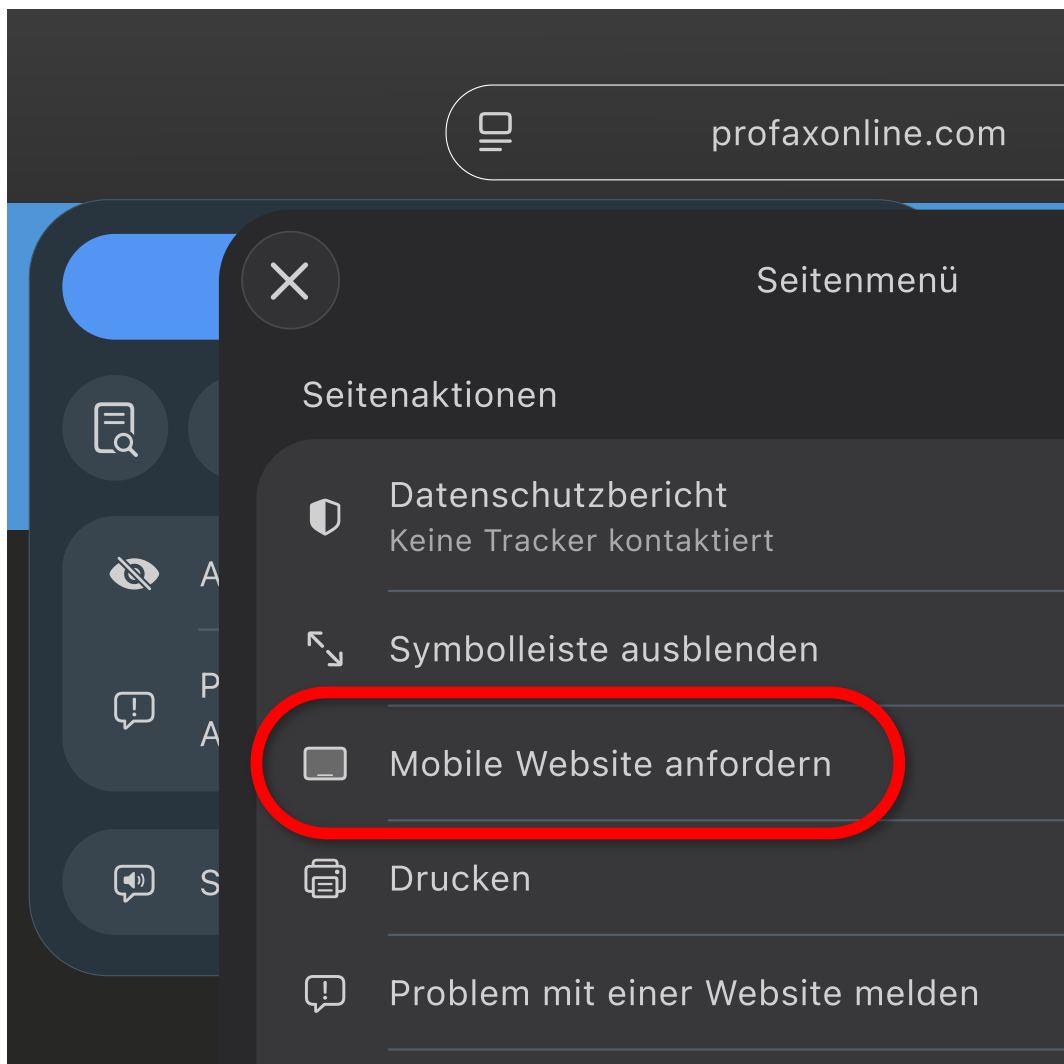 profaxonline.com
Seitenmenü
Seitenaktionen
Datenschutzbericht
Keine Tracker kontaktiert
A
Symbolleiste ausblenden
P
A
Mobile Website anfordern
S
Drucken
Problem mit einer Website melden